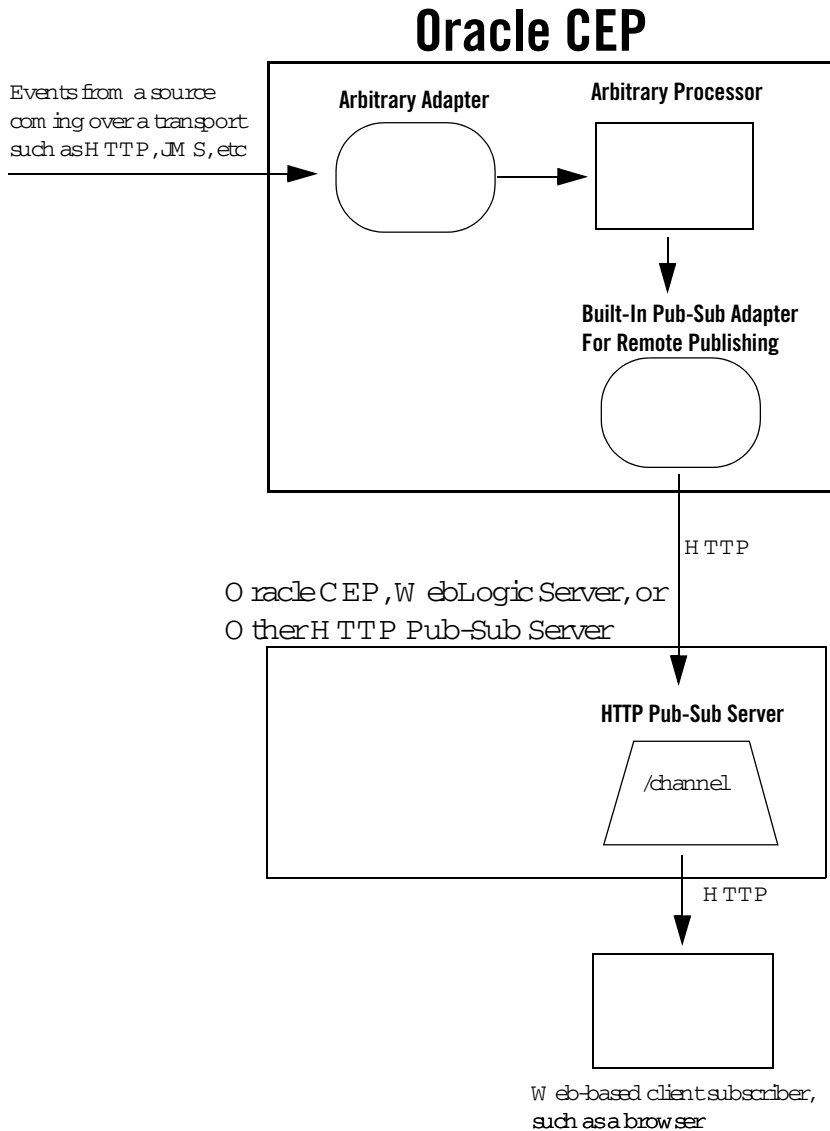 Oracle CEP
Events from a source
coming over a transport
such as HTTP, JMS, etc
Arbitrary Adapter
Arbitrary Processor
Built-In Pub-Sub Adapter
For Remote Publishing
HTTP
Oracle CEP, WebLogic Server, or
Other HTTP Pub-Sub Server
HTTP Pub-Sub Server
/channel
HTTP
Web-based client subscriber,
such as a browser